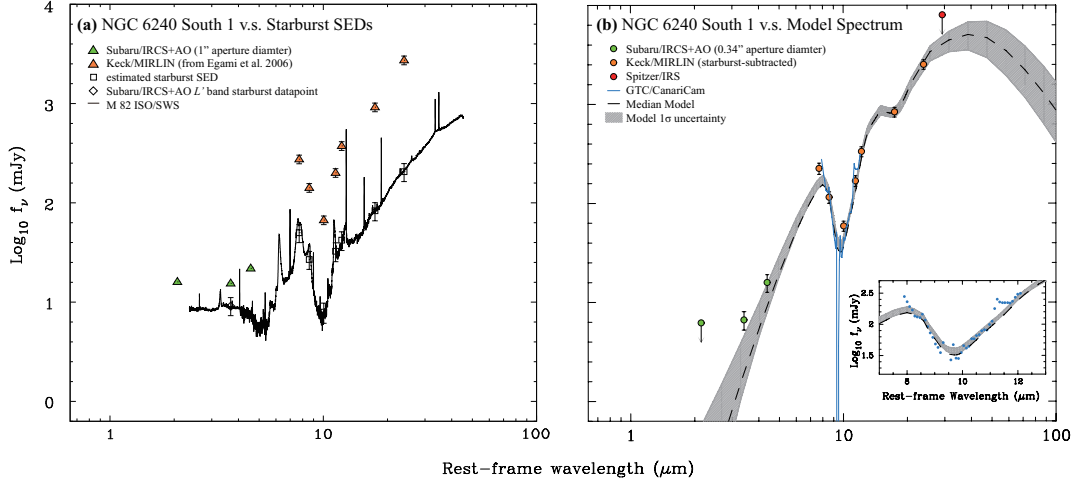 (a) NGC 6240 South 1 v.s. Starburst SEDs
Subaru/IRCS+AO (1” aperture diamter)
Keck/MIRLIN (from Egami et al. 2006)
estimated starburst SED
Subaru/IRCS+AO L' band starburst datapoint
M 82 ISO/SWS
4
3
2
1
0
Log10 fν (mJy)
1
10
100
(b) NGC 6240 South 1 v.s. Model Spectrum
Subaru/IRCS+AO (0.34” aperture diamter)
Keck/MIRLIN (starburst-subtracted)
Spitzer/IRS
GTC/CanariCam
Median Model
Model 1σ uncertainty
2.5
2
1.5
Log10 fν (mJy)
8
10
12
Rest-frame Wavelength (μm)
1
10
100
Rest-frame wavelength (μm)